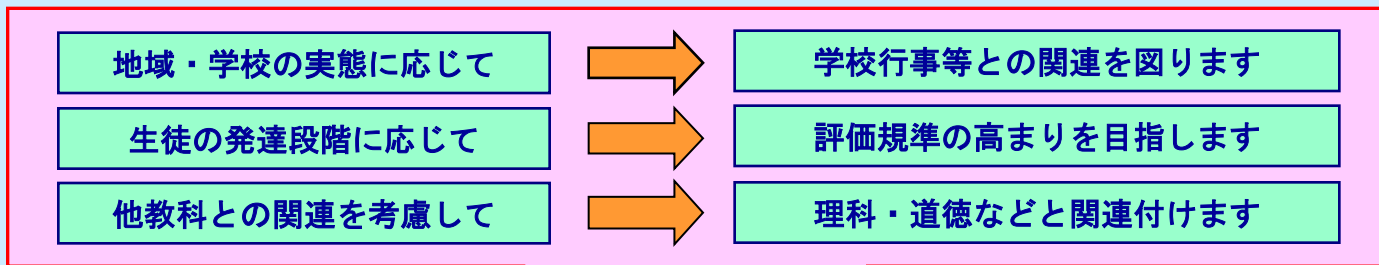 地域・学校の実態に応じて
学校行事等との関連を図ります
生徒の発達段階に応じて
評価規準の高まりを目指します
他教科との関連を考慮して
理科・道徳などと関連付けます